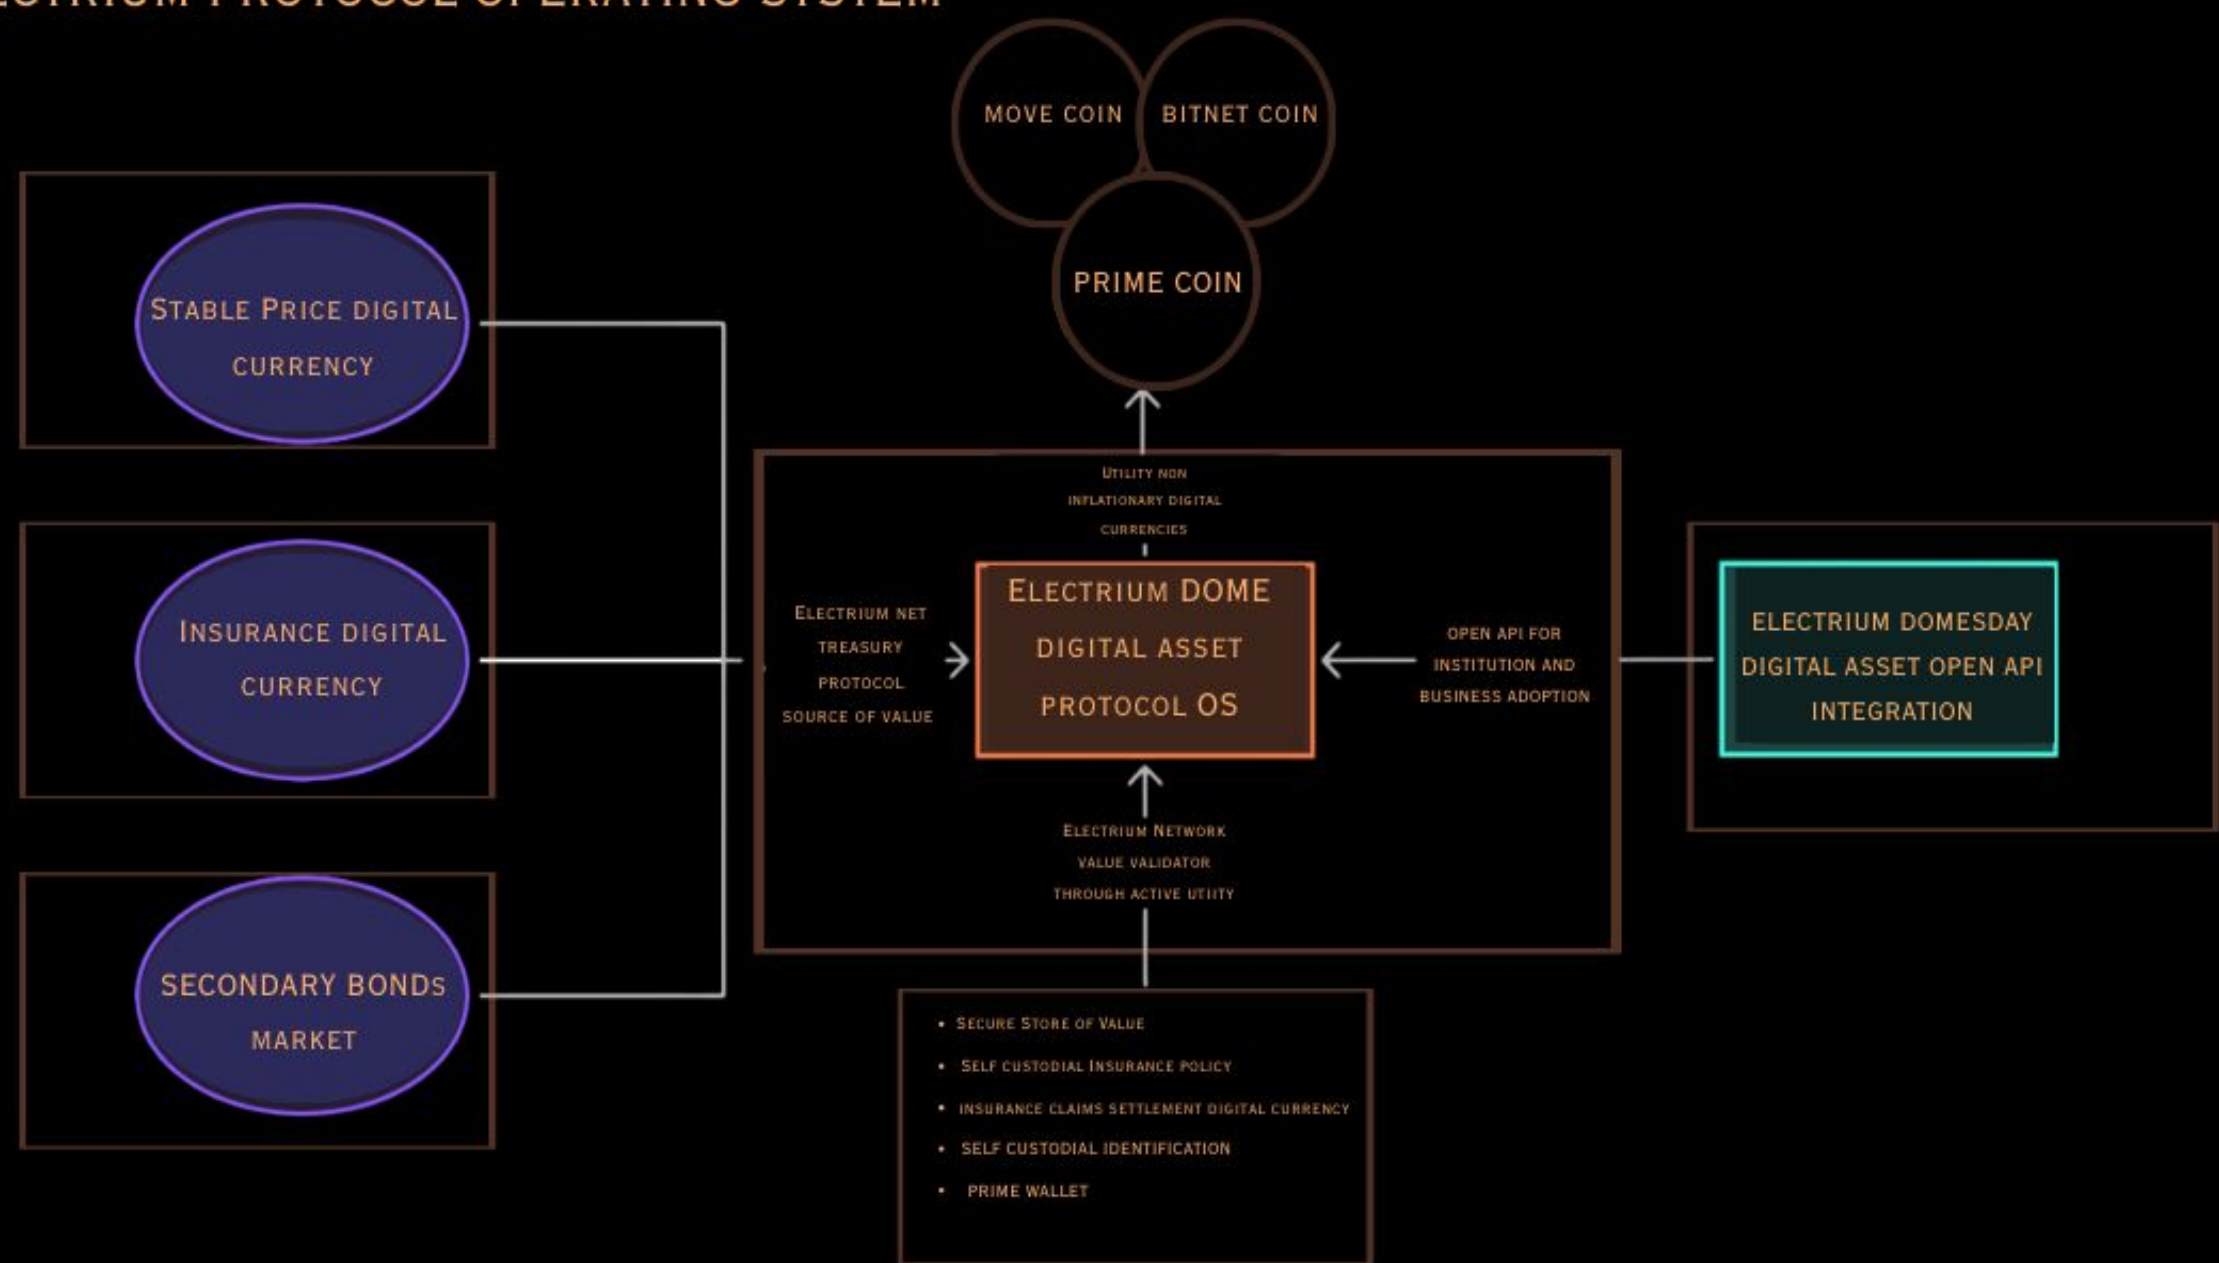 PROTOCOL OPERATING SYSTEM
MOVE COIN
BITNET COIN
PRIME COIN
STABLE PRICE DIGITAL
CURRENCY
INSURANCE DIGITAL
CURRENCY
SECONDARY BONDS
MARKET
UTILITY NON
INFLATIONARY DIGITAL
CURRENCIES
ELECTRIUM NET
TREASURY
PROTOCOL
SOURCE OF VALUE
ELECTRIUM DOME
DIGITAL ASSET
PROTOCOL OS
OPEN API FOR
INSTITUTION AND
BUSINESS ADOPTION
ELECTRIUM DOMESDAY
DIGITAL ASSET OPEN API
INTEGRATION
ELECTRIUM NETWORK
VALUE VALIDATOR
THROUGH ACTIVE UTIITY
• SECURE STORE OF VALUE
• SELF CUSTODIAL INSURANCE POLICY
• INSURANCE CLAIMS SETTLEMENT DIGITAL CURRENCY
• SELF CUSTODIAL IDENTIFICATION
• PRIME WALLET